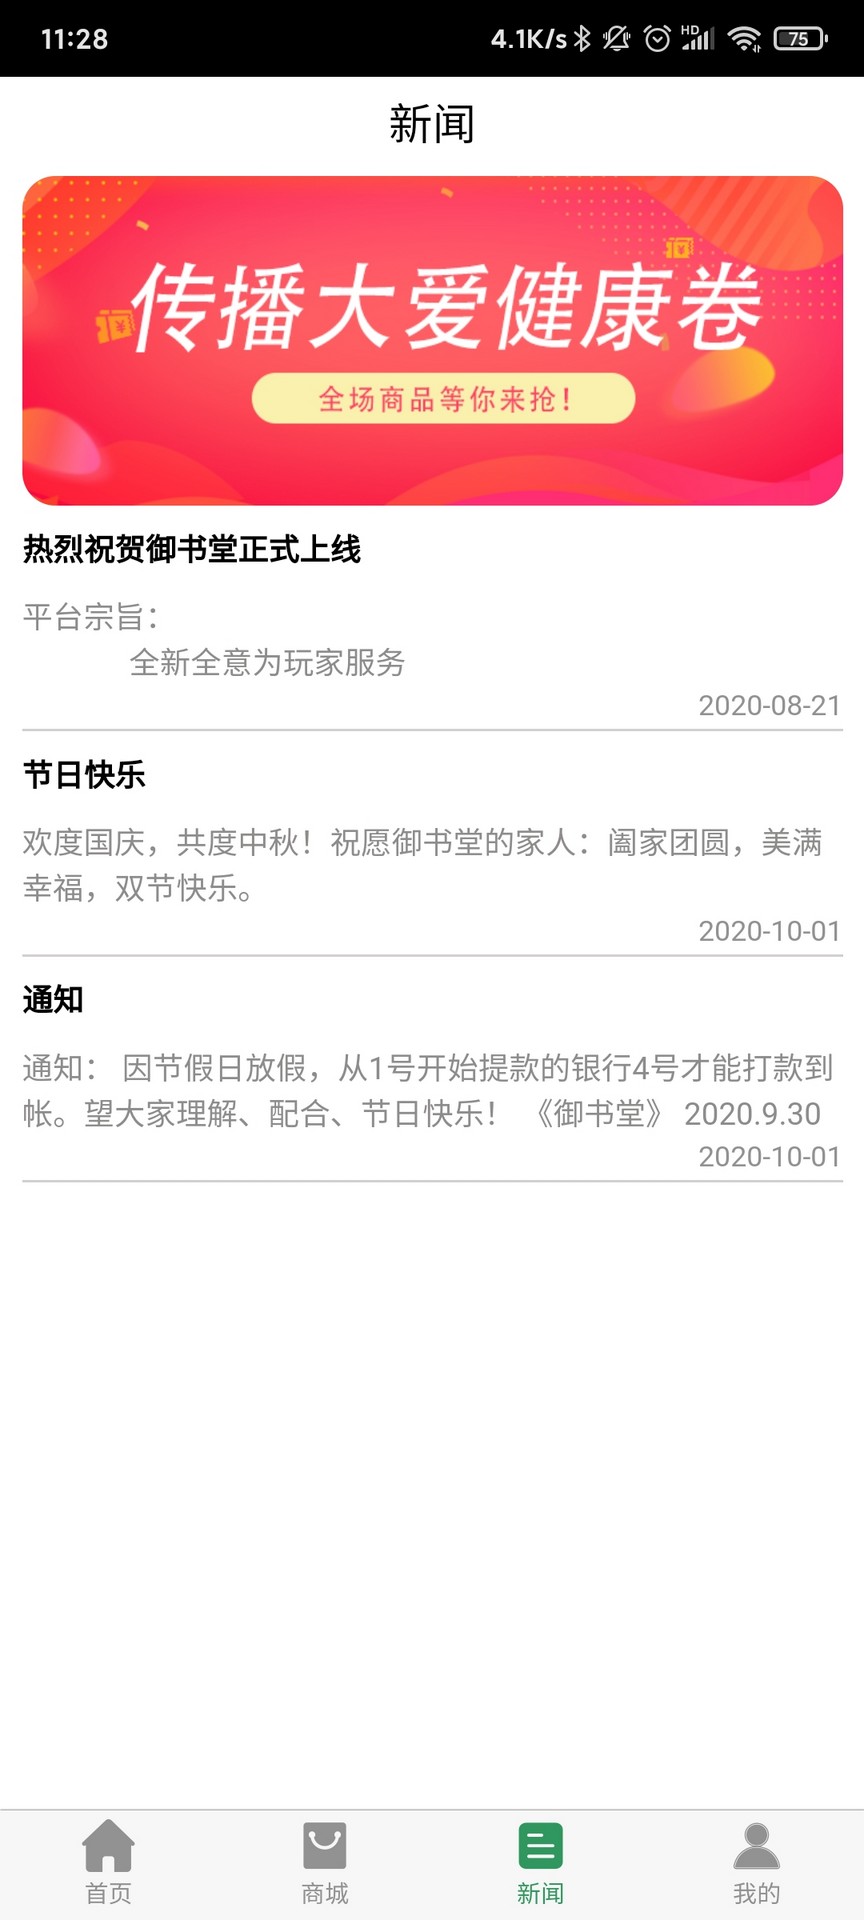 11:28
4.1K/s
HD
75
新闻
传播大爱健康卷
全场商品等你来抢！
热烈祝贺御书堂正式上线
平台宗旨：
全新全意为玩家服务
2020-08-21
节日快乐
欢度国庆，共度中秋！祝愿御书堂的家人：阖家团圆，美满
幸福，双节快乐。
2020-10-01
通知
通知： 因节假日放假，从1号开始提款的银行4号才能打款到
帐。望大家理解、配合、节日快乐！ 《御书堂》 2020.9.30
2020-10-01
首页
商城
新闻
我的